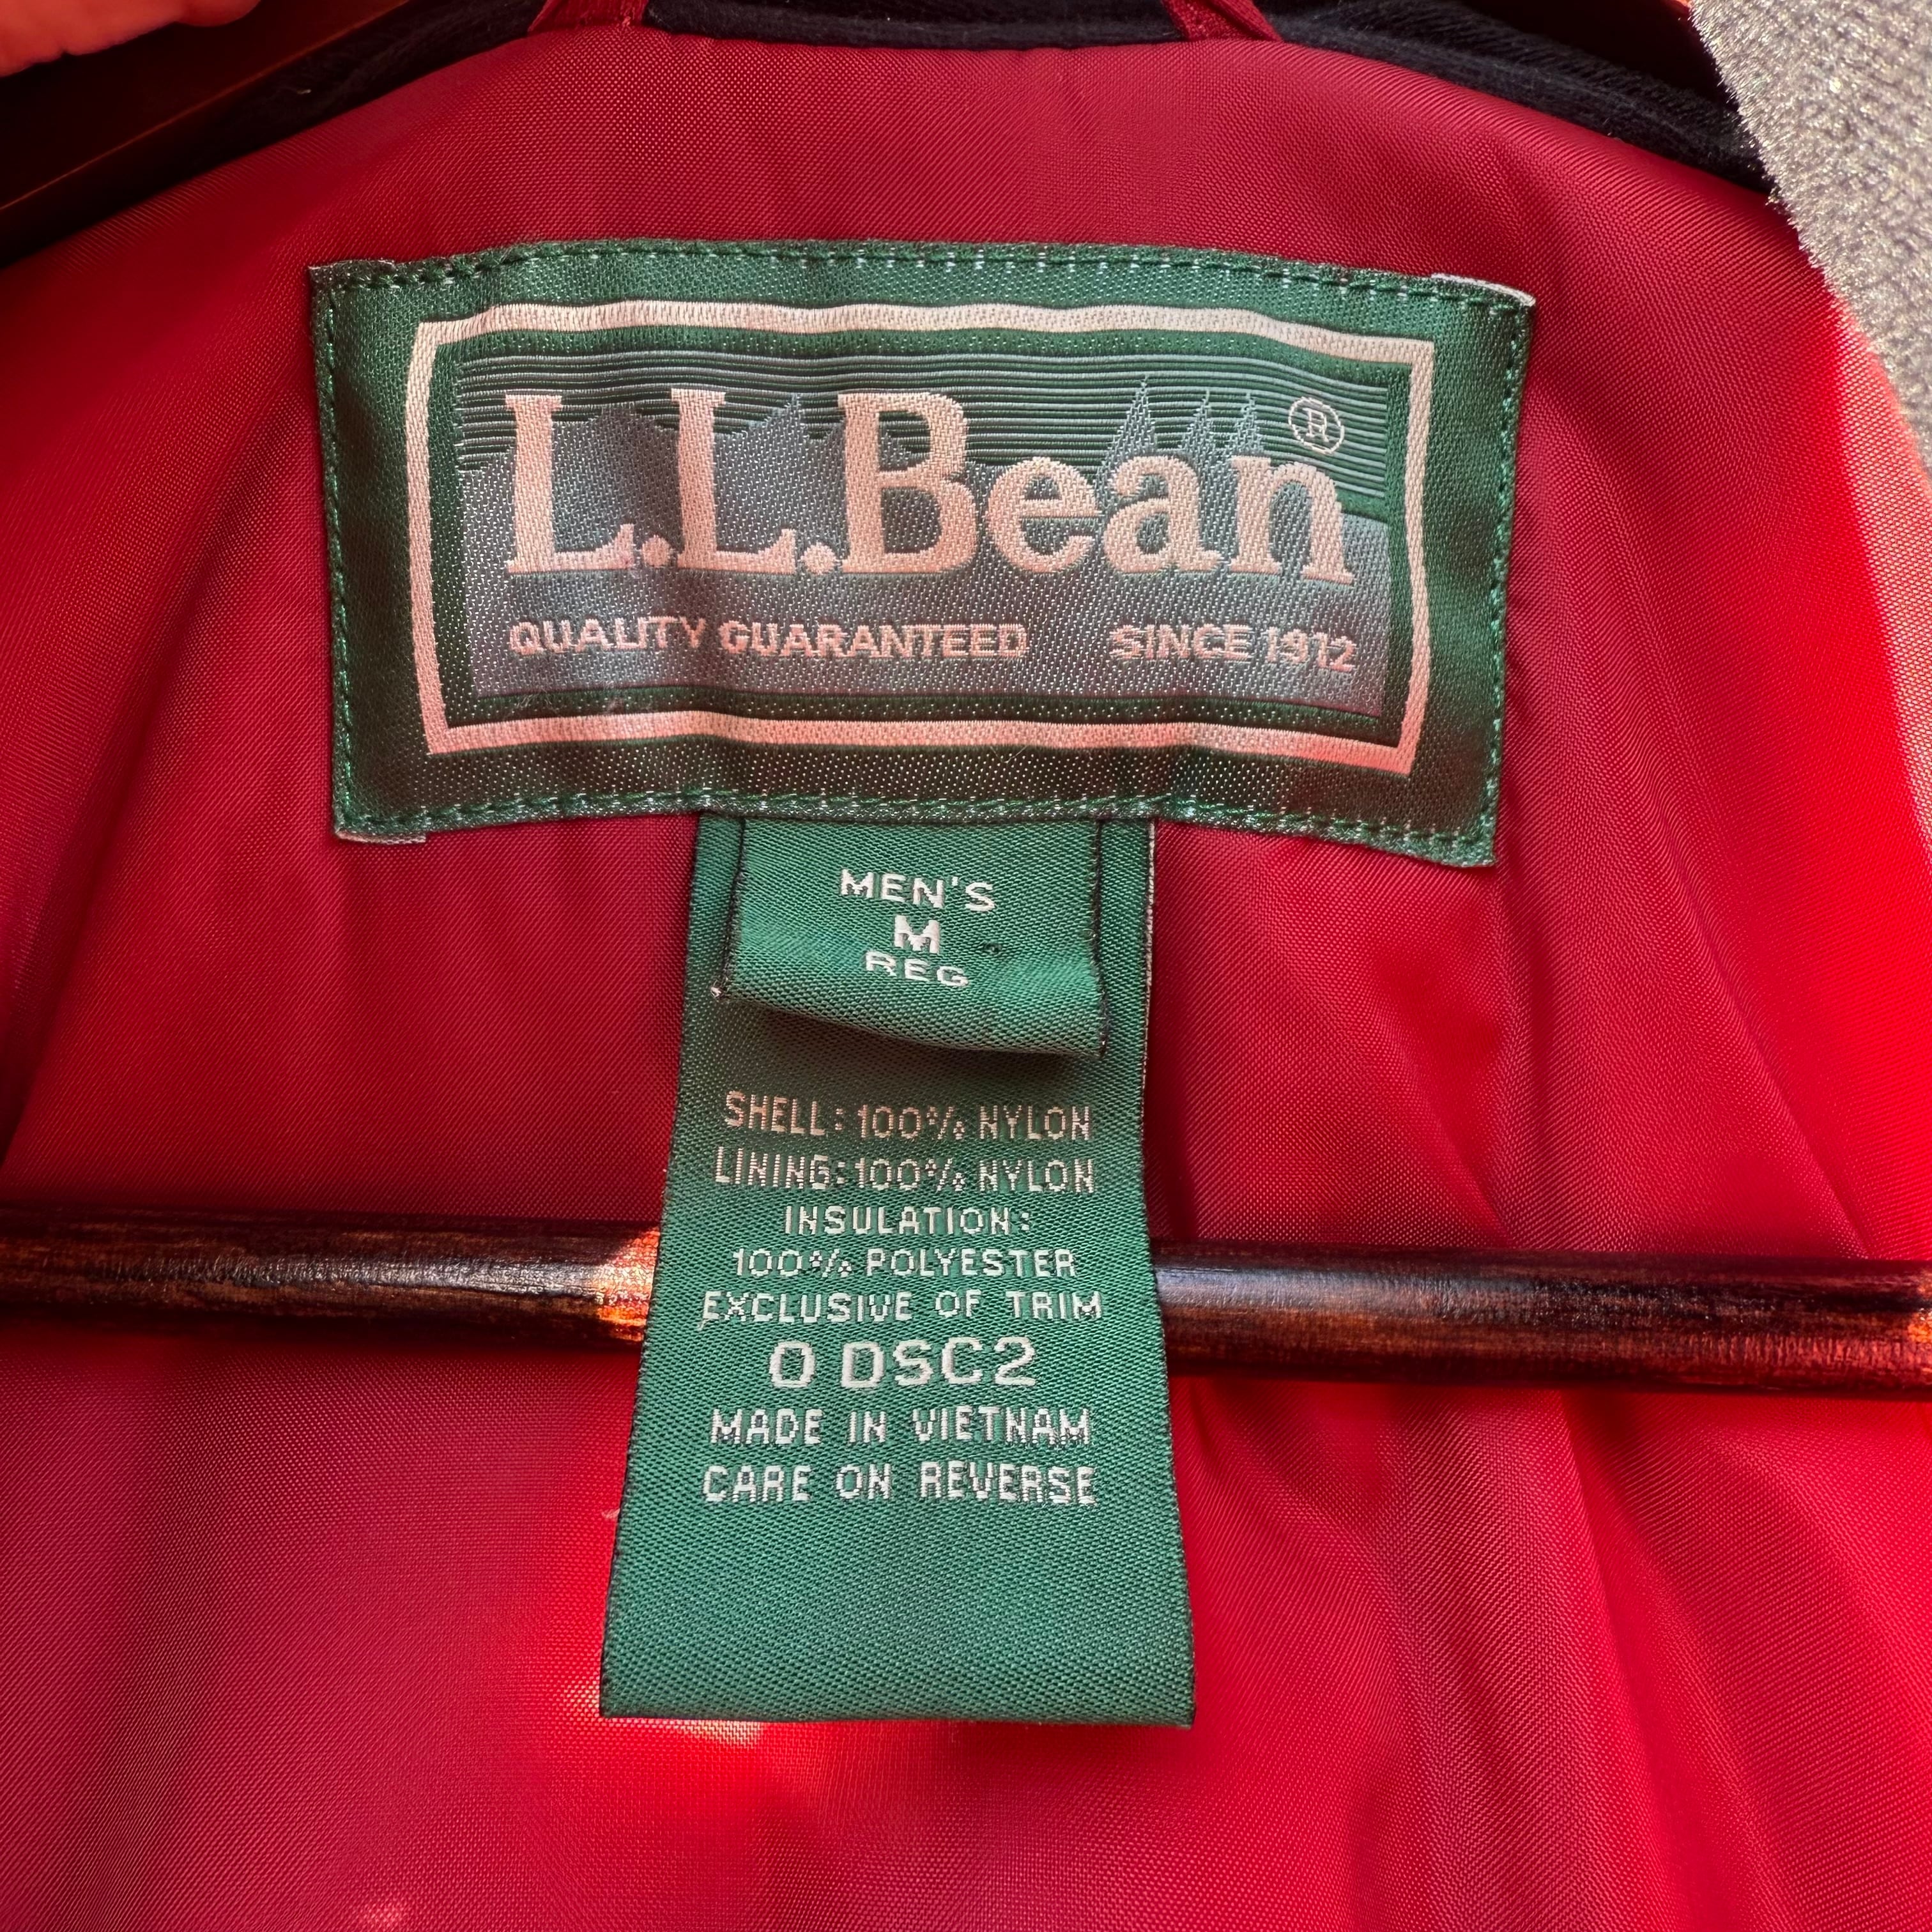 L.L.Bean®
QUALITY GUARANTEED SINCE 1912
MEN'S
M
REG
SHELL: 100% NYLON
LINING: 100% NYLON
INSULATION:
100% POLYESTER
EXCLUSIVE OF TRIM
0 DSC2
MADE IN VIETNAM
CARE ON REVERSE